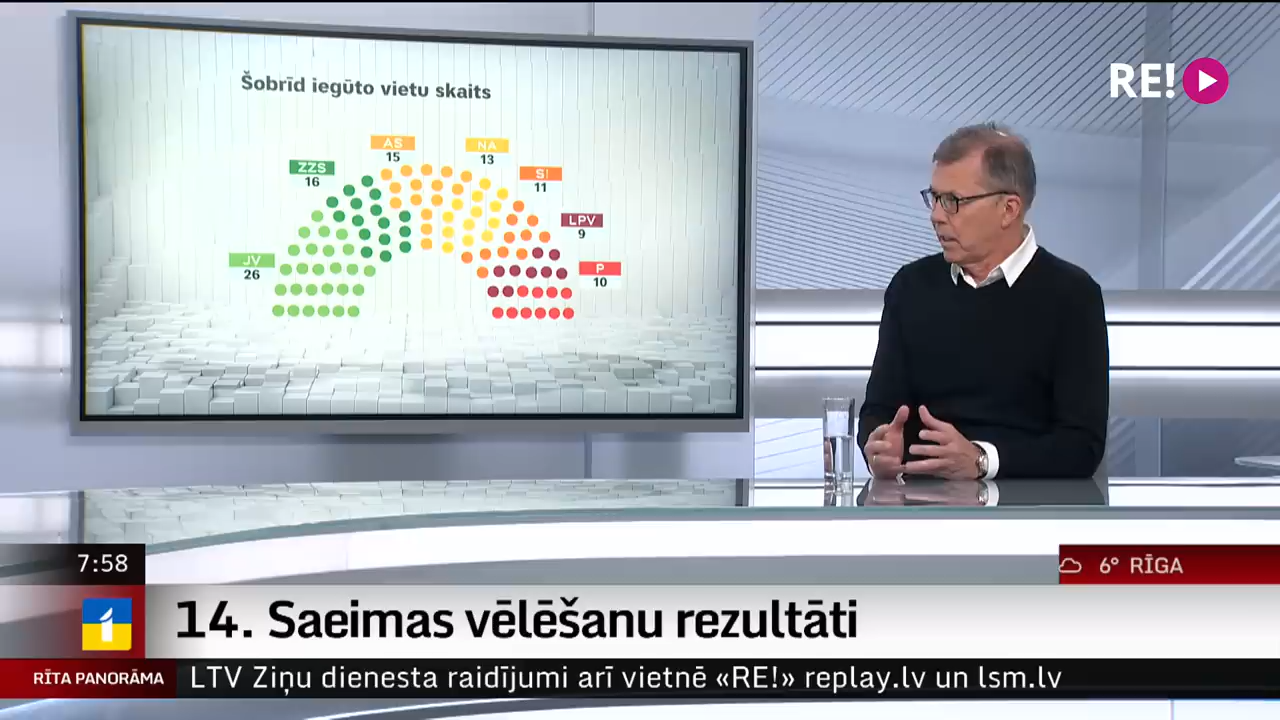 RE!
Šobrīd iegūto vietu skaits
AS
15
NA
13
ZZS
16
S!
11
LPV
9
JV
26
P
10
7:58
6° RĪGA
1
14. Saeimas vēlēšanu rezultāti
RĪTA PANORĀMA
LTV Ziņu dienesta raidījumi arī vietnē «RE!» replay.lv un lsm.lv